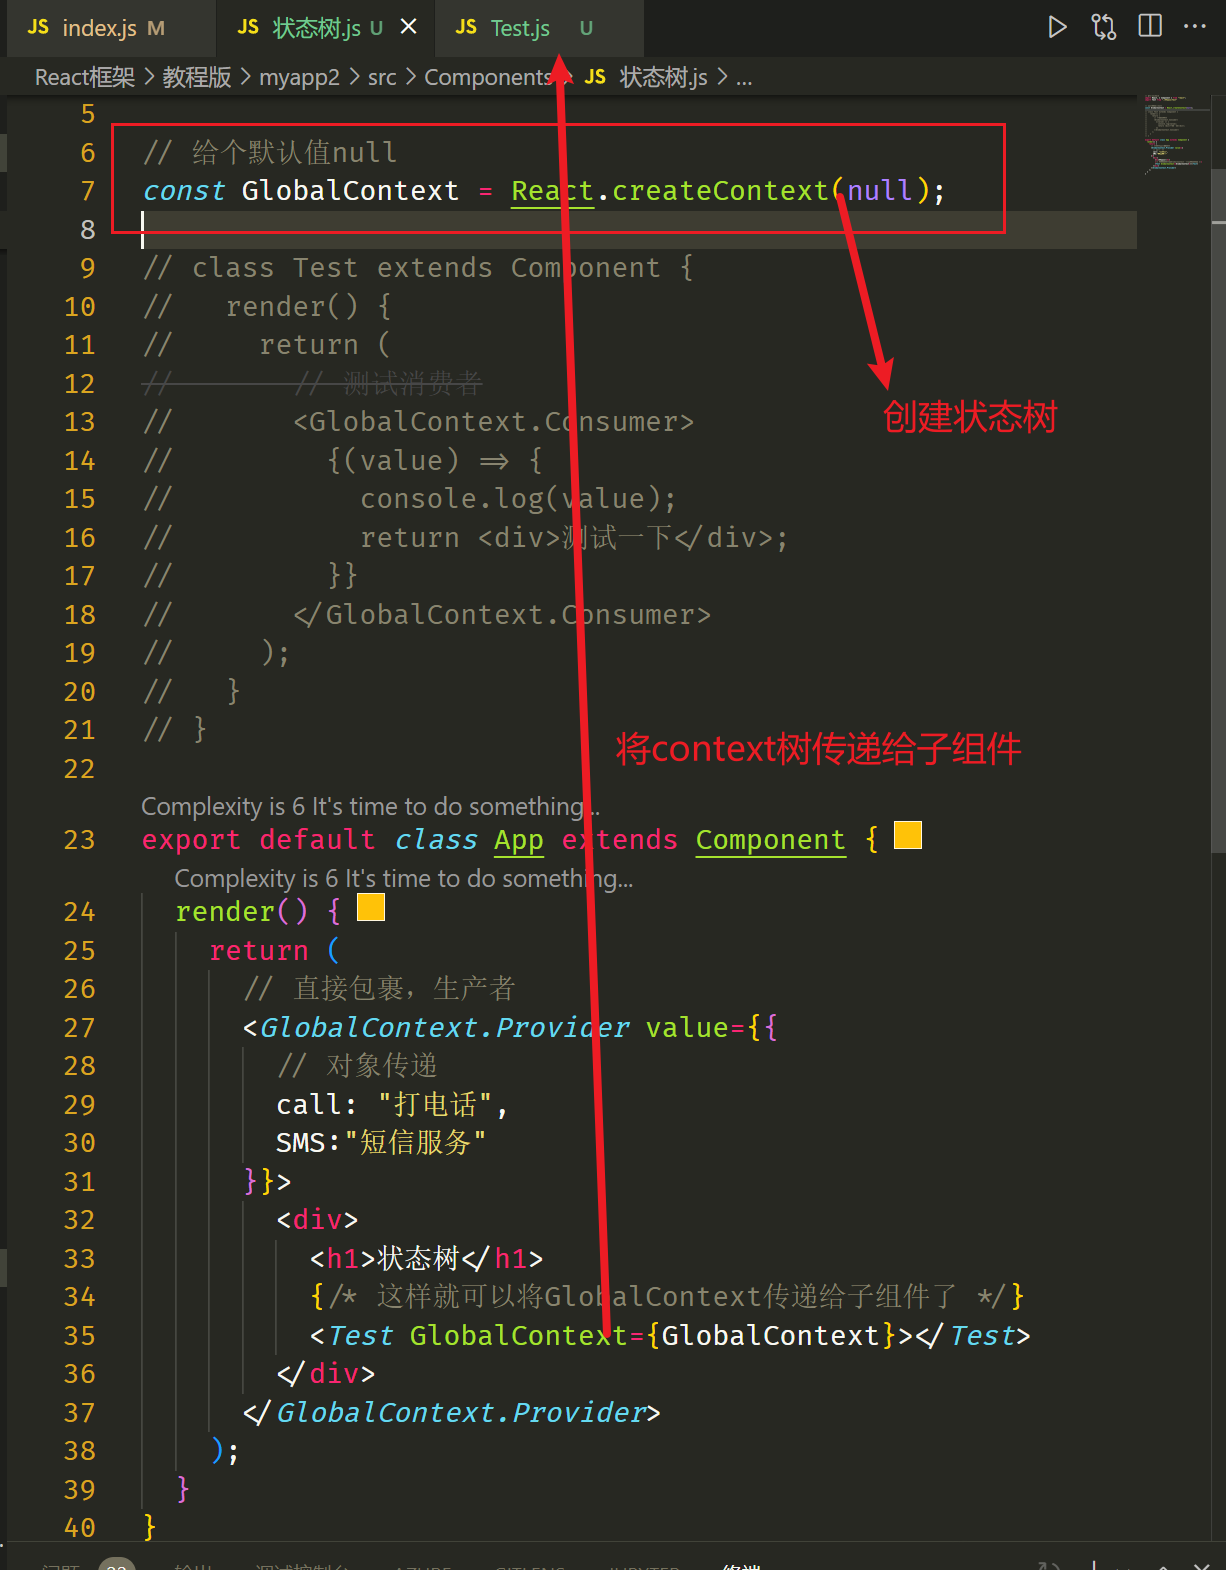 JS index.js M JS 状态树.js U × JS Test.js U
React框架 > 教程版 > myapp2 > src > Components > JS 状态树.js > ...
5
6 // 给个默认值null
7 const GlobalContext = React.createContext(null);
8
9 // class Test extends Component {
10 //   render() {
11 //     return (
12 //       // 测试消费者
创建状态树
13 //       <GlobalContext.Consumer>
14 //         {(value) => {
15 //           console.log(value);
16 //           return <div>测试一下</div>;
17 //         }}
18 //       </GlobalContext.Consumer>
19 //     );
20 //   }
21 // }
将context树传递给子组件
22
Complexity is 6 It's time to do something...
23 export default class App extends Component {
Complexity is 6 It's time to do something...
24   render() {
25     return (
26       // 直接包裹，生产者
27       <GlobalContext.Provider value={{
28         // 对象传递
29         call: "打电话",
30         SMS:"短信服务"
31       }}>
32         <div>
33           <h1>状态树</h1>
34           {/* 这样就可以将GlobalContext传递给子组件了 */}
35           <Test GlobalContext={GlobalContext}></Test>
36         </div>
37       </GlobalContext.Provider>
38     );
39   }
40 }